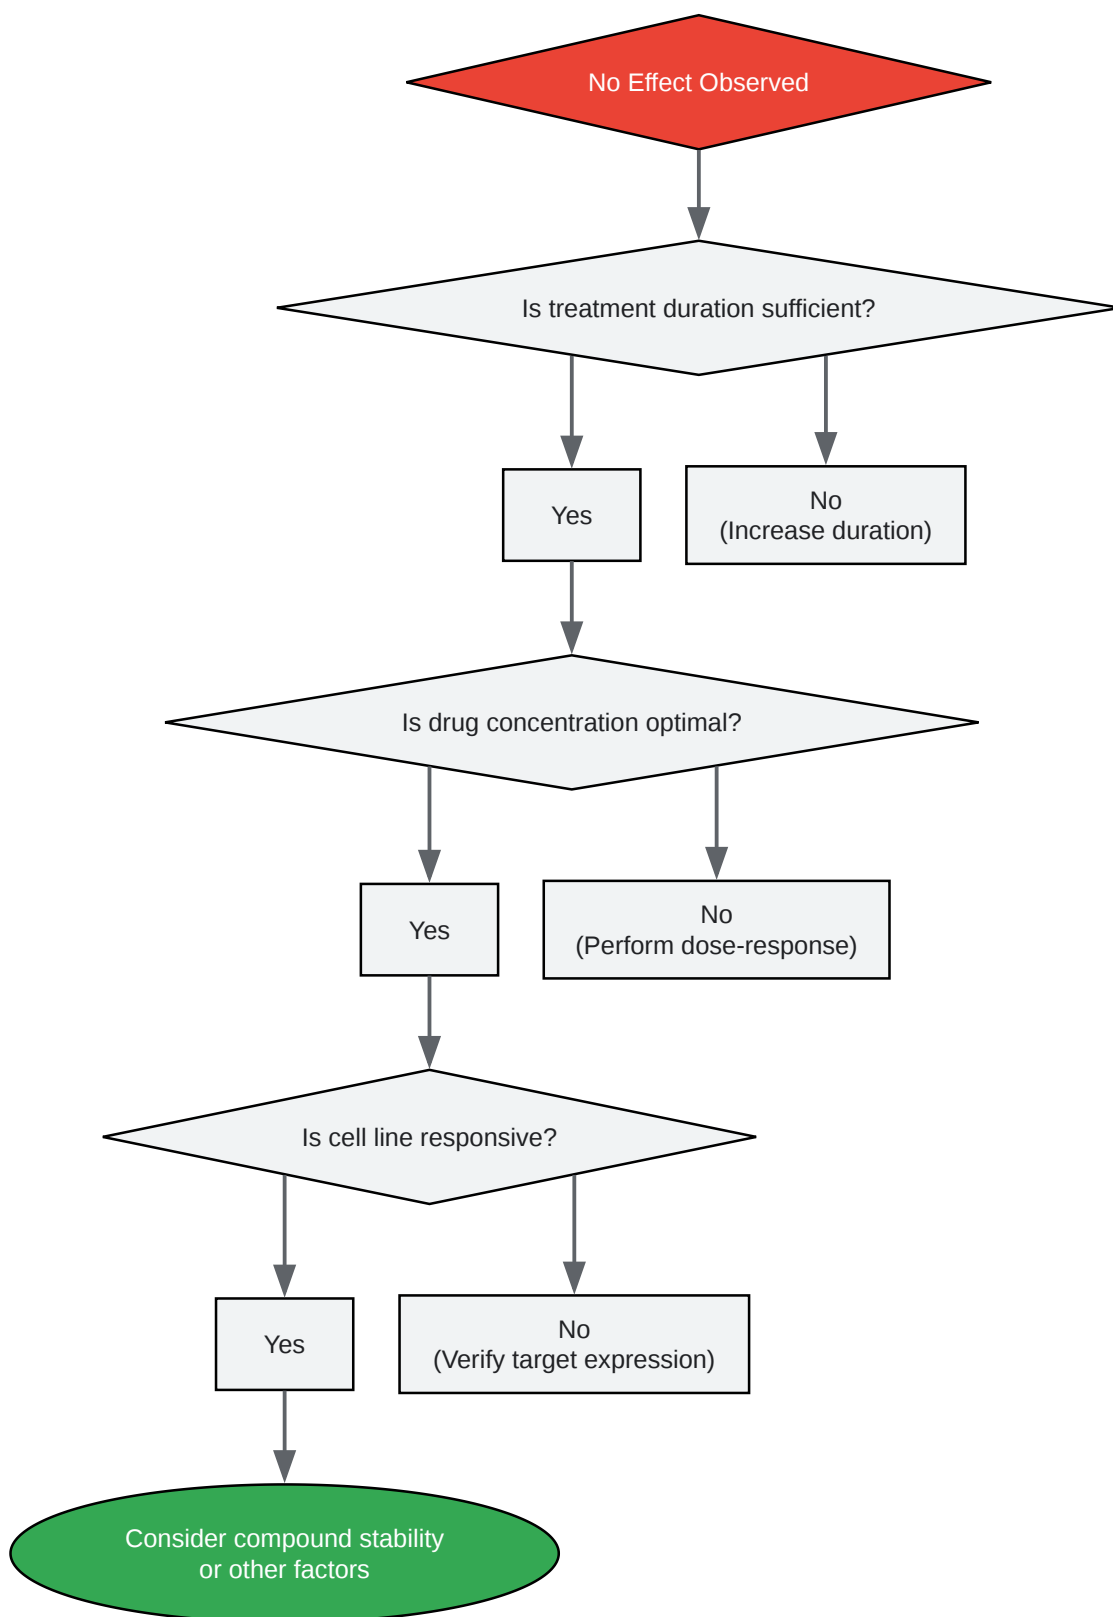 No Effect Observed
Is treatment duration sufficient?
Yes
No
(Increase duration)
Is drug concentration optimal?
Yes
No
(Perform dose-response)
Is cell line responsive?
Yes
No
(Verify target expression)
Consider compound stability
or other factors